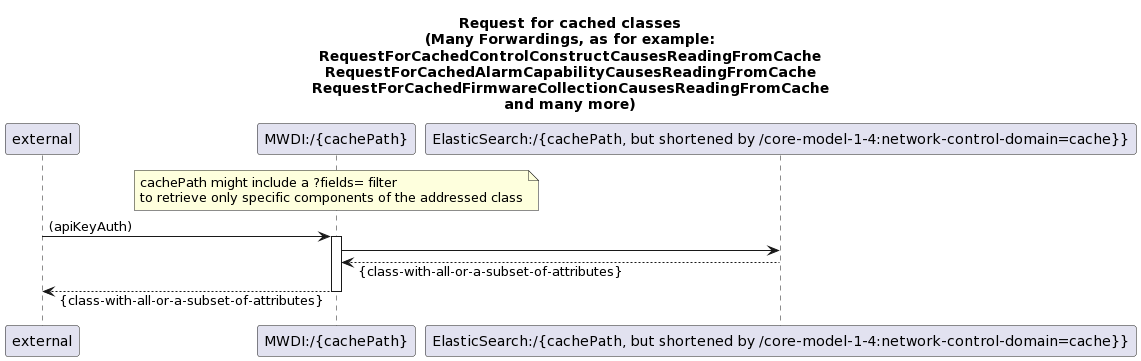 Request for cached classes
(Many Forwardings, as for example:
RequestForCachedControlConstructCausesReadingFromCache
RequestForCachedAlarmCapabilityCausesReadingFromCache
RequestForCachedFirmwareCollectionCausesReadingFromCache
and many more)
external
MWDI:/{cachePath}
ElasticSearch:/{cachePath, but shortened by /core-model-1-4:network-control-domain=cache}}
cachePath might include a ?fields= filter
to retrieve only specific components of the addressed class
(apiKeyAuth)
{class-with-all-or-a-subset-of-attributes}
{class-with-all-or-a-subset-of-attributes}
external
MWDI:/{cachePath}
ElasticSearch:/{cachePath, but shortened by /core-model-1-4:network-control-domain=cache}}